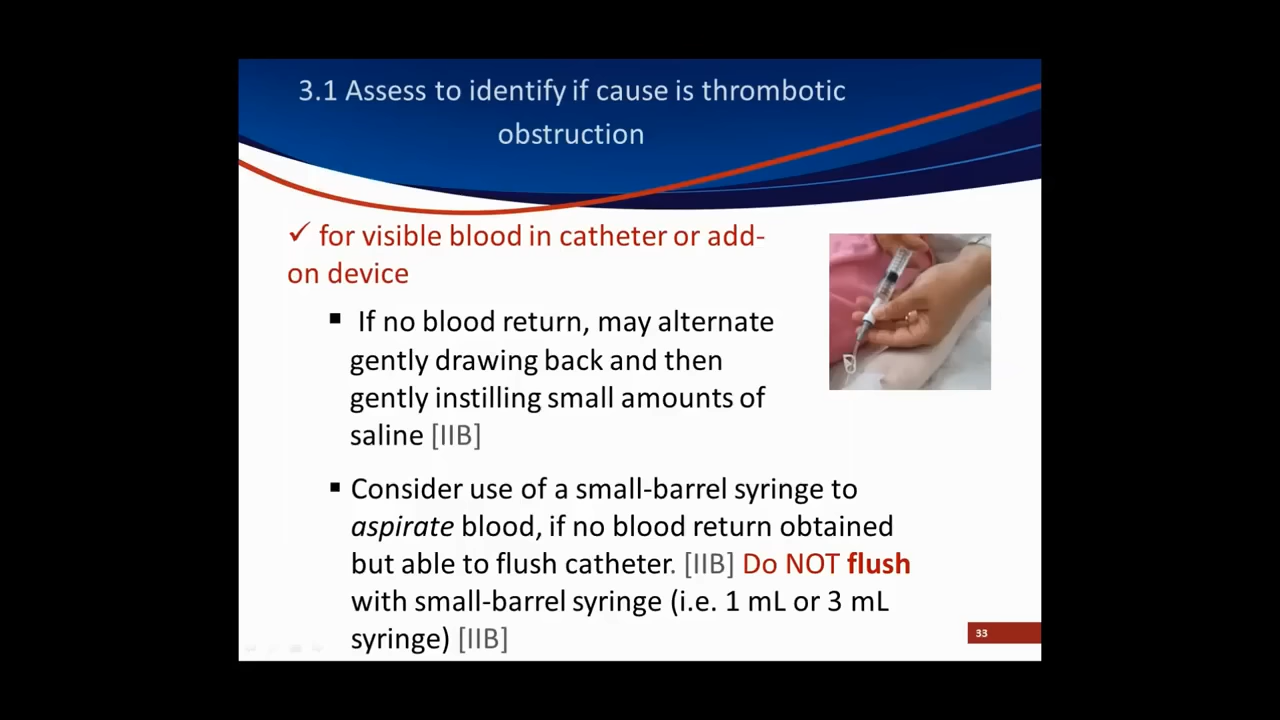 3.1 Assess to identify if cause is thrombotic
obstruction
✓ for visible blood in catheter or add-
on device
▪ If no blood return, may alternate
gently drawing back and then
gently instilling small amounts of
saline [IIB]
▪ Consider use of a small-barrel syringe to
aspirate blood, if no blood return obtained
but able to flush catheter. [IIB] Do NOT flush
with small-barrel syringe (i.e. 1 mL or 3 mL
syringe) [IIB]
33